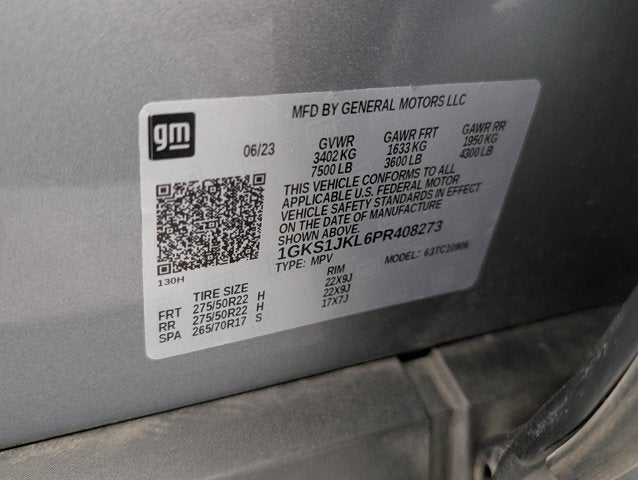 gm
MFD BY GENERAL MOTORS LLC
06/23 GVWR GAWR FRT GAWR RR
3402 KG 1633 KG 1950 KG
7500 LB 3600 LB 4300 LB
THIS VEHICLE CONFORMS TO ALL
APPLICABLE U.S. FEDERAL MOTOR
VEHICLE SAFETY STANDARDS IN EFFECT
ON THE DATE OF MANUFACTURE
SHOWN ABOVE.
1GKS1JKL6PR408273
TYPE: MPV MODEL: 63TC10906
130H
TIRE SIZE RIM
FRT 275/50R22 H 22X9J
RR 275/50R22 H 22X9J
SPA 265/70R17 S 17X7J